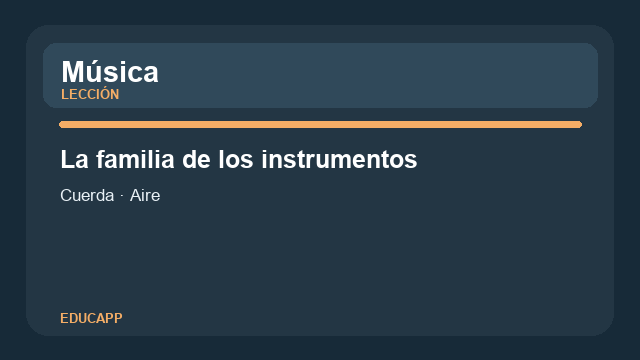 Música
LECCIÓN
La familia de los instrumentos
Cuerda · Aire
EDUCAPP